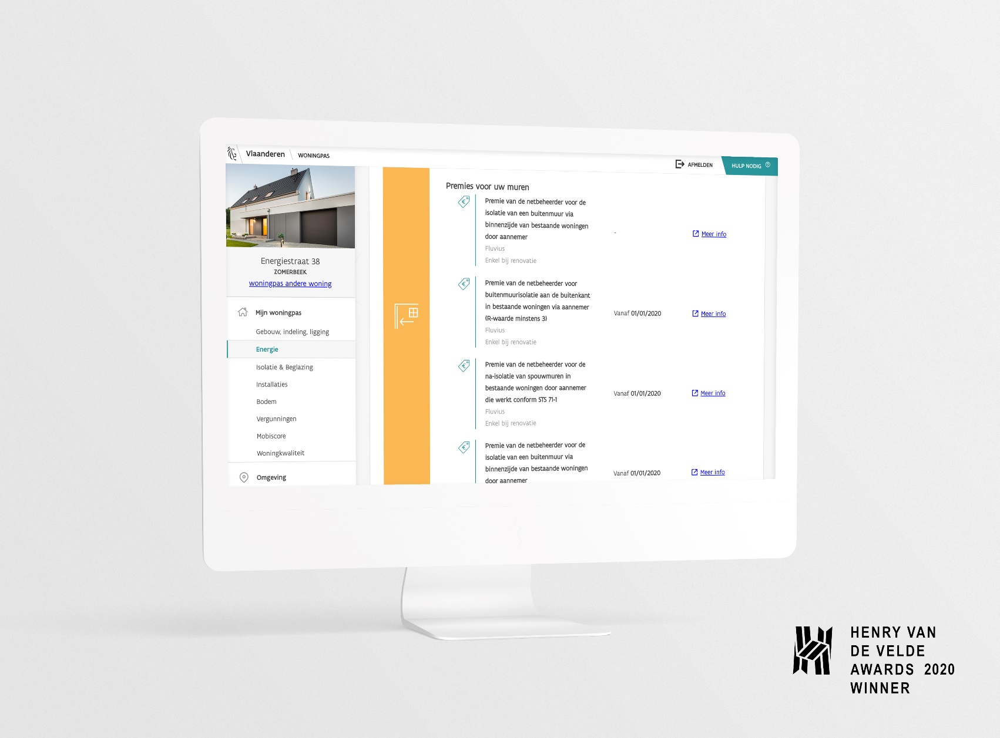 Vlaanderen
WONINGPAS
AFMELDEN
HULP NODIG
Energiestraat 38
ZOMERBEEK
woningpas andere woning
Mijn woningpas
Gebouw, indeling, ligging
Energie
Isolatie & Beglazing
Installaties
Bodem
Vergunningen
Mobiscore
Woningkwaliteit
Omgeving
Premies voor uw muren
Premie van de netbeheerder voor de
isolatie van een buitenmuur via
binnenzijde van bestaande woningen
door aannemer
Fluvius
Enkel bij renovatie
-
Meer info
Premie van de netbeheerder voor
buitenmuurisolatie aan de buitenkant
in bestaande woningen via aannemer
(R-waarde minstens 3)
Fluvius
Enkel bij renovatie
Vanaf 01/01/2020
Meer info
Premie van de netbeheerder voor de
na-isolatie van spouwmuren in
bestaande woningen door aannemer
die werkt conform STS 71-1
Fluvius
Enkel bij renovatie
Vanaf 01/01/2020
Meer info
Premie van de netbeheerder voor de
isolatie van een buitenmuur via
binnenzijde van bestaande woningen
door aannemer
Vanaf 01/01/2020
Meer info
HENRY VAN
DE VELDE
AWARDS 2020
WINNER